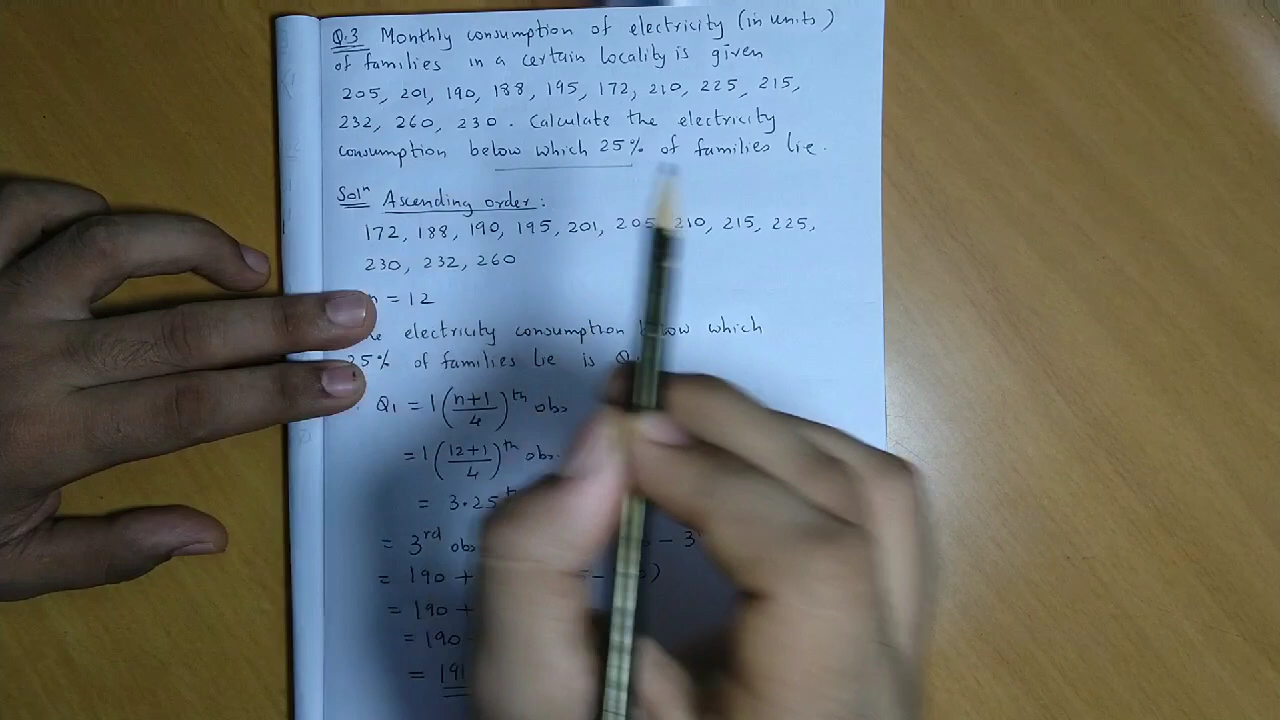 Q.3 Monthly consumption of electricity (in units)
of families in a certain locality is given
205, 201, 190, 188, 195, 172, 210, 225, 215,
232, 260, 230. Calculate the electricity
consumption below which 25% of families lie.
Solⁿ Ascending order:
172, 188, 190, 195, 201, 205, 210, 215, 225,
230, 232, 260
n = 12
electricity consumption below which
25% of families lie is
Q₁ = 1(n+1/4)th obs
= 1(12+1/4)th obs.
= 3.25th
= 3rd obs - 3
= 190 +
= 190 +
= 190
= 191